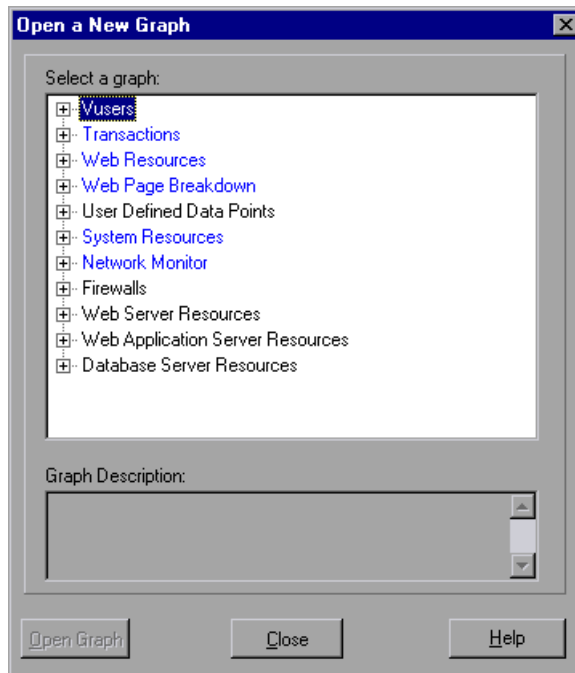 Open a New Graph
Select a graph:
Vusers
Transactions
Web Resources
Web Page Breakdown
User Defined Data Points
System Resources
Network Monitor
Firewalls
Web Server Resources
Web Application Server Resources
Database Server Resources
Graph Description:
Open Graph
Close
Help